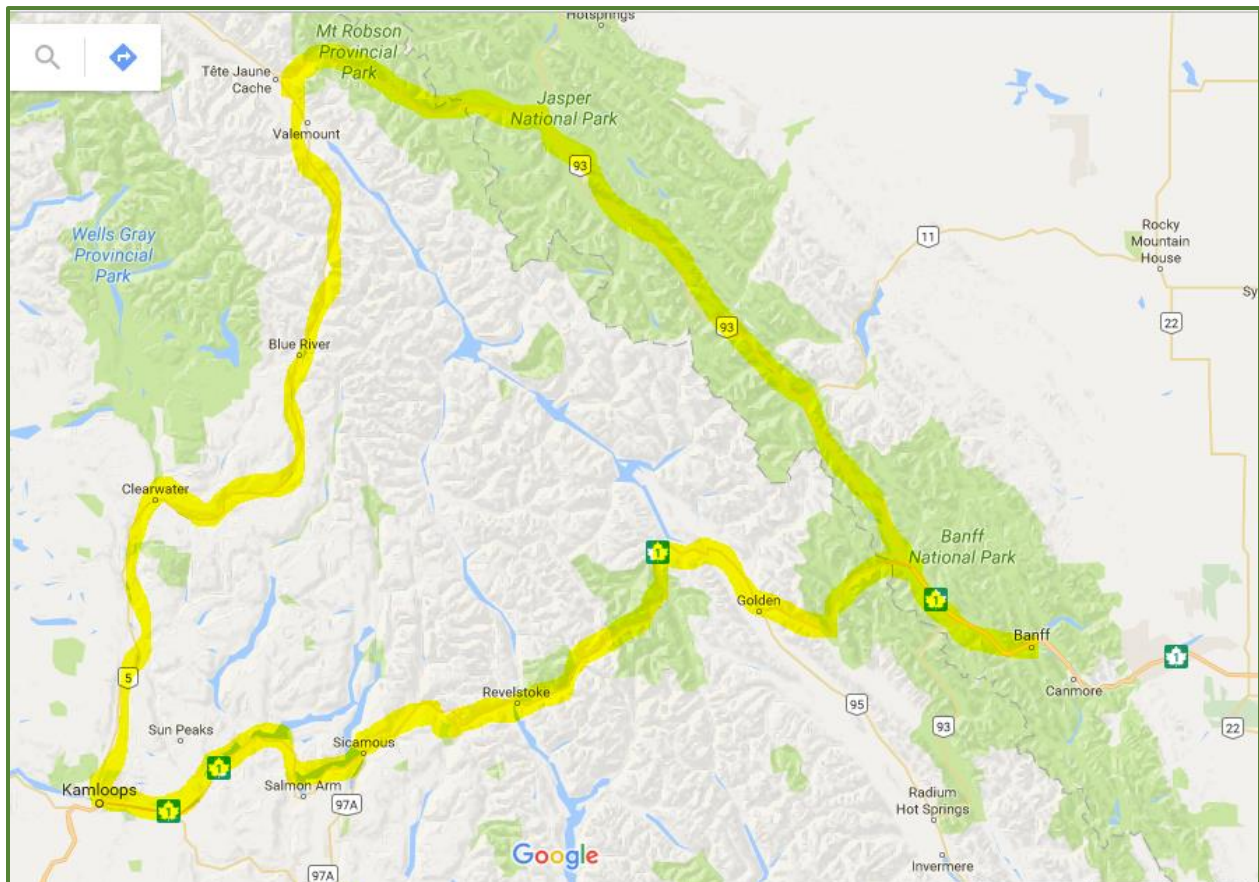 Hotsprings
Mt Robson
Provincial
Park
Tête Jaune
Cache
Jasper
National Park
Valemount
93
Wells Gray
Provincial
Park
11
Rocky
Mountain
House
Sy
22
93
Blue River
Clearwater
1
Banff
National Park
Golden
1
Banff
1
Canmore
5
Revelstoke
95
93
22
Sun Peaks
Sicamous
1
Salmon Arm
Kamloops
97A
1
Radium
Hot Springs
Google
Invermere
97A